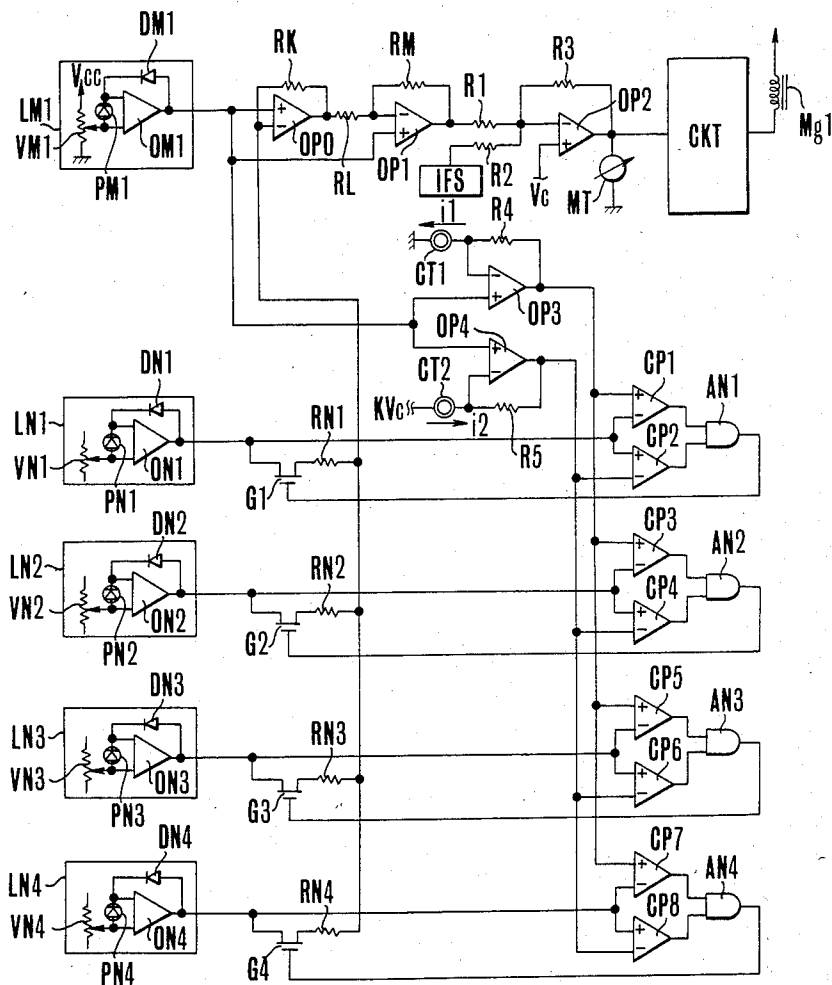 DM1
RK
RM
R3
Vcc
R1
OP2
LM1
VM1
OM1
OP0
OP1
RL
R2
CKT
Mg1
PM1
IFS
Vc
MT
i1
R4
CT1
OP3
OP4
CT2
DN1
CP1
AN1
LN1
RN1
KVc
i2
R5
CP2
VN1
ON1
PN1
G1
DN2
CP3
AN2
LN2
RN2
CP4
VN2
ON2
PN2
G2
DN3
CP5
AN3
LN3
RN3
CP6
VN3
ON3
PN3
G3
DN4
CP7
AN4
LN4
RN4
CP8
VN4
ON4
PN4
G4